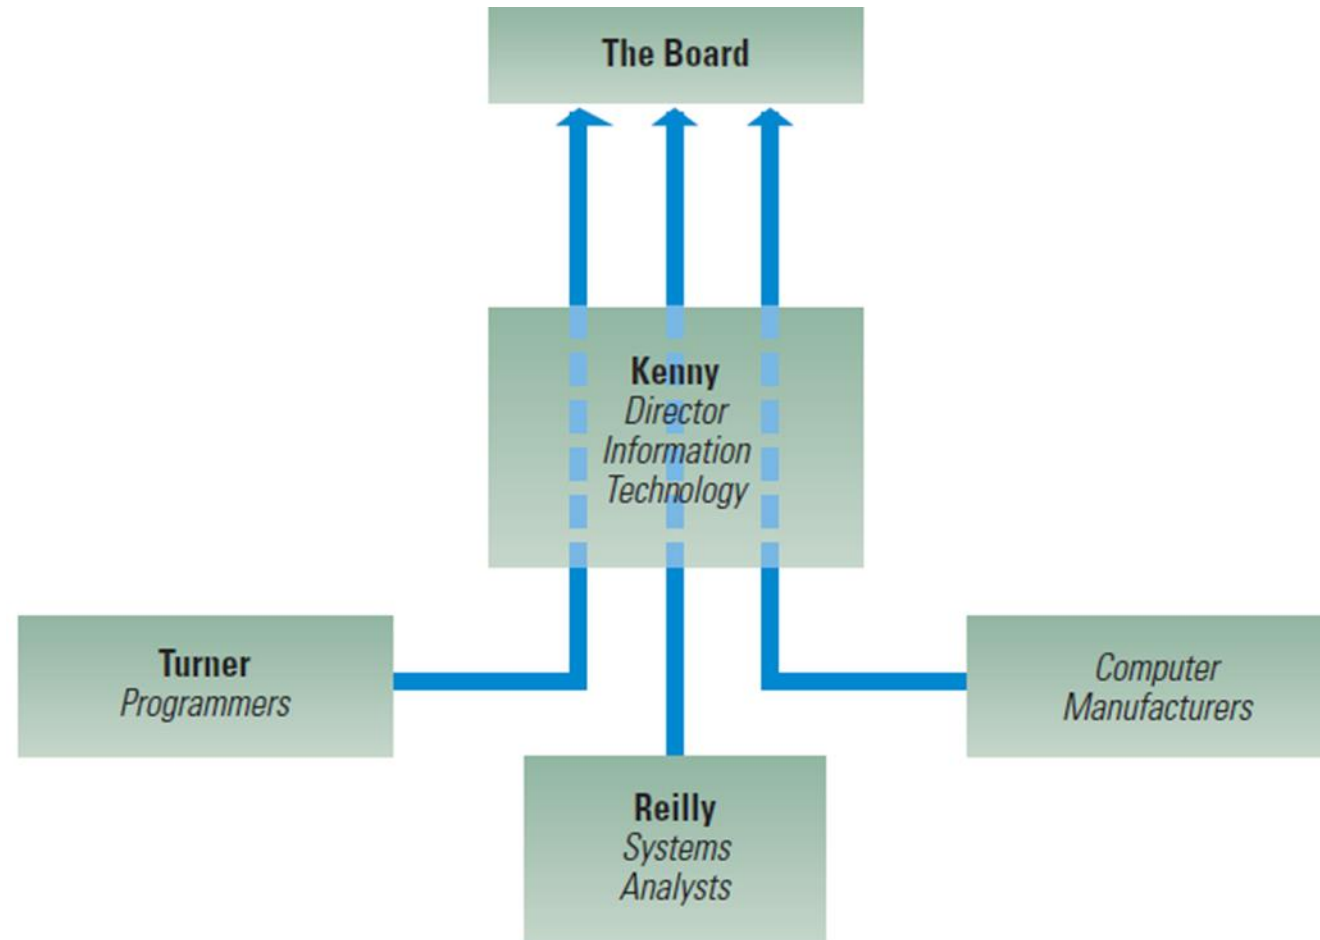 The Board
Kenny
Director
Information
Technology
Turner
Programmers
Computer
Manufacturers
Reilly
Systems
Analysts